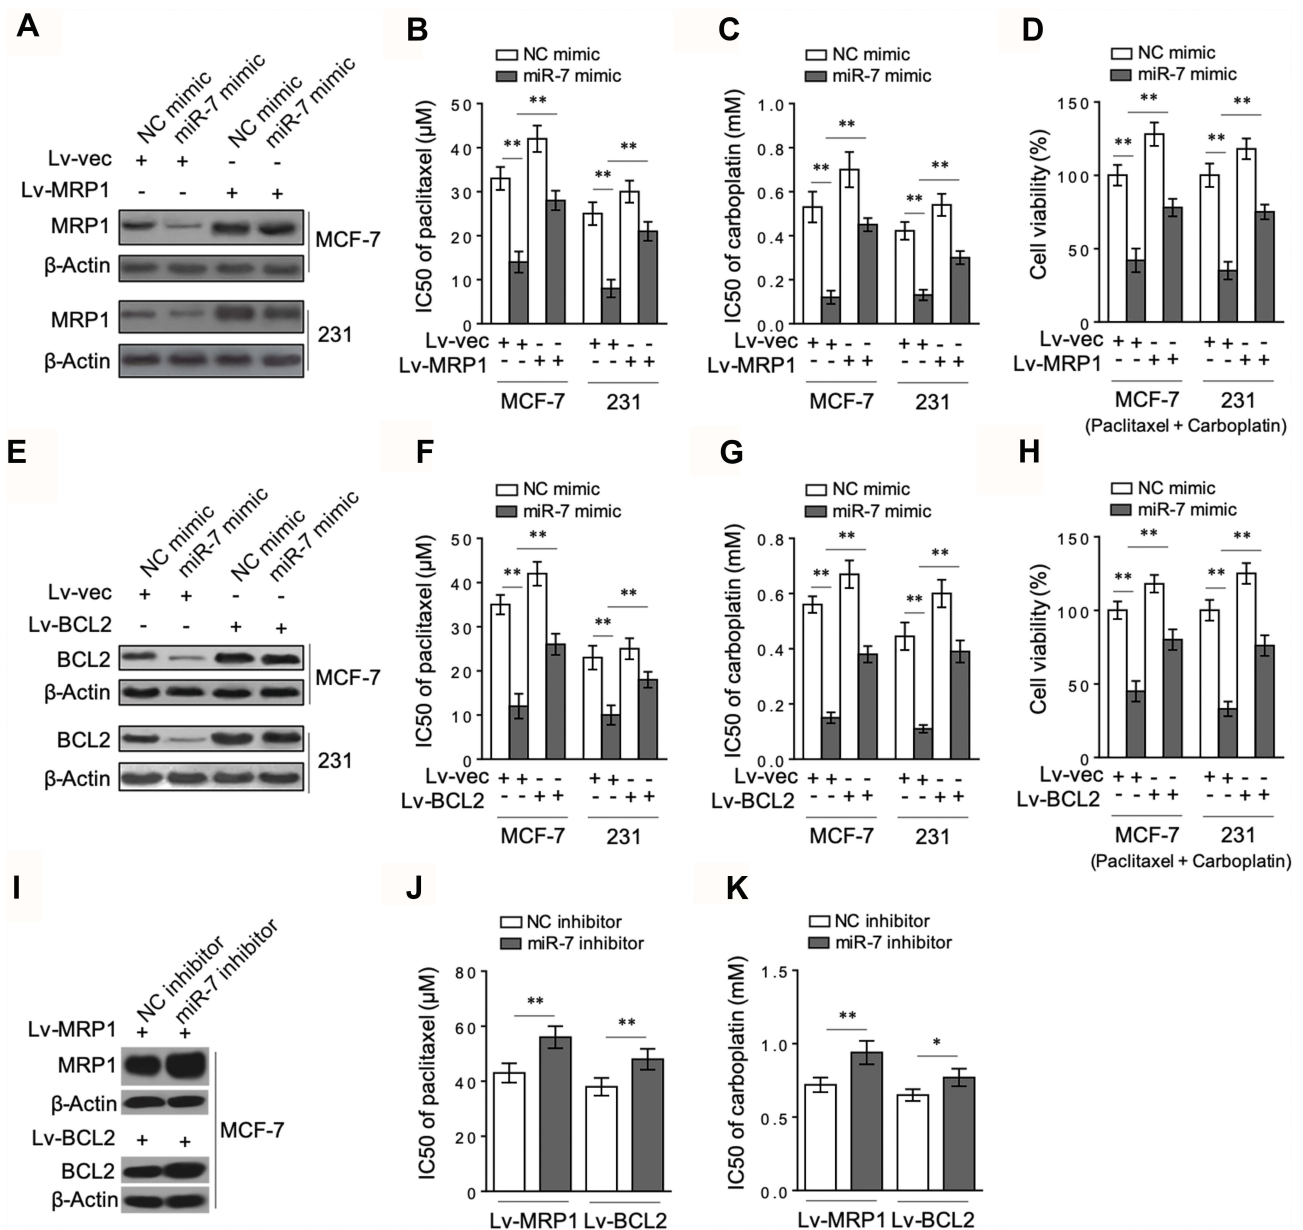 A
NC mimic
miR-7 mimic
NC mimic
miR-7 mimic
Lv-vec + + - -
Lv-MRP1 - - + +
MRP1
β-Actin
MCF-7
MRP1
β-Actin
231
B
NC mimic
miR-7 mimic
IC50 of paclitaxel (μM)
50
40
30
20
10
0
** ** ** **
Lv-vec + + - - + + - -
Lv-MRP1 - - + + - - + +
MCF-7 231
C
NC mimic
miR-7 mimic
IC50 of carboplatin (mM)
1.0
0.8
0.6
0.4
0.2
0.0
** ** ** **
Lv-vec + + - - + + - -
Lv-MRP1 - - + + - - + +
MCF-7 231
D
NC mimic
miR-7 mimic
Cell viability (%)
150
100
50
0
** ** ** **
Lv-vec + + - - + + - -
Lv-MRP1 - - + + - - + +
MCF-7 231
(Paclitaxel + Carboplatin)
E
NC mimic
miR-7 mimic
NC mimic
miR-7 mimic
Lv-vec + + - -
Lv-BCL2 - - + +
BCL2
β-Actin
MCF-7
BCL2
β-Actin
231
F
NC mimic
miR-7 mimic
IC50 of paclitaxel (μM)
50
40
30
20
10
0
** ** ** **
Lv-vec + + - - + + - -
Lv-BCL2 - - + + - - + +
MCF-7 231
G
NC mimic
miR-7 mimic
IC50 of carboplatin (mM)
0.8
0.6
0.4
0.2
0.0
** ** ** **
Lv-vec + + - - + + - -
Lv-BCL2 - - + + - - + +
MCF-7 231
H
NC mimic
miR-7 mimic
Cell viability (%)
150
100
50
0
** ** ** **
Lv-vec + + - - + + - -
Lv-BCL2 - - + + - - + +
MCF-7 231
(Paclitaxel + Carboplatin)
I
NC inhibitor
miR-7 inhibitor
Lv-MRP1 + +
MRP1
β-Actin
Lv-BCL2 + +
BCL2
β-Actin
MCF-7
J
NC inhibitor
miR-7 inhibitor
IC50 of paclitaxel (μM)
80
60
40
20
0
** **
Lv-MRP1 Lv-BCL2
K
NC inhibitor
miR-7 inhibitor
IC50 of carboplatin (mM)
1.5
1.0
0.5
0.0
** *
Lv-MRP1 Lv-BCL2